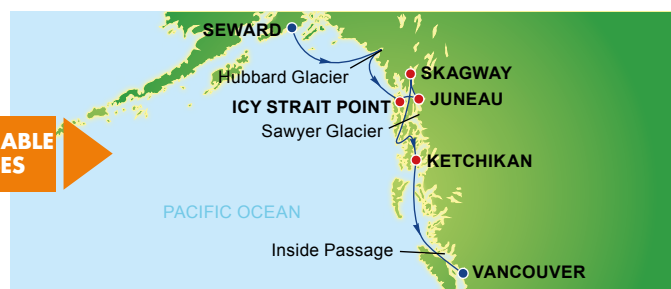 SEWARD
Hubbard Glacier
SKAGWAY
ICY STRAIT POINT
JUNEAU
Sawyer Glacier
ABLE
ES
KETCHIKAN
PACIFIC OCEAN
Inside Passage
VANCOUVER